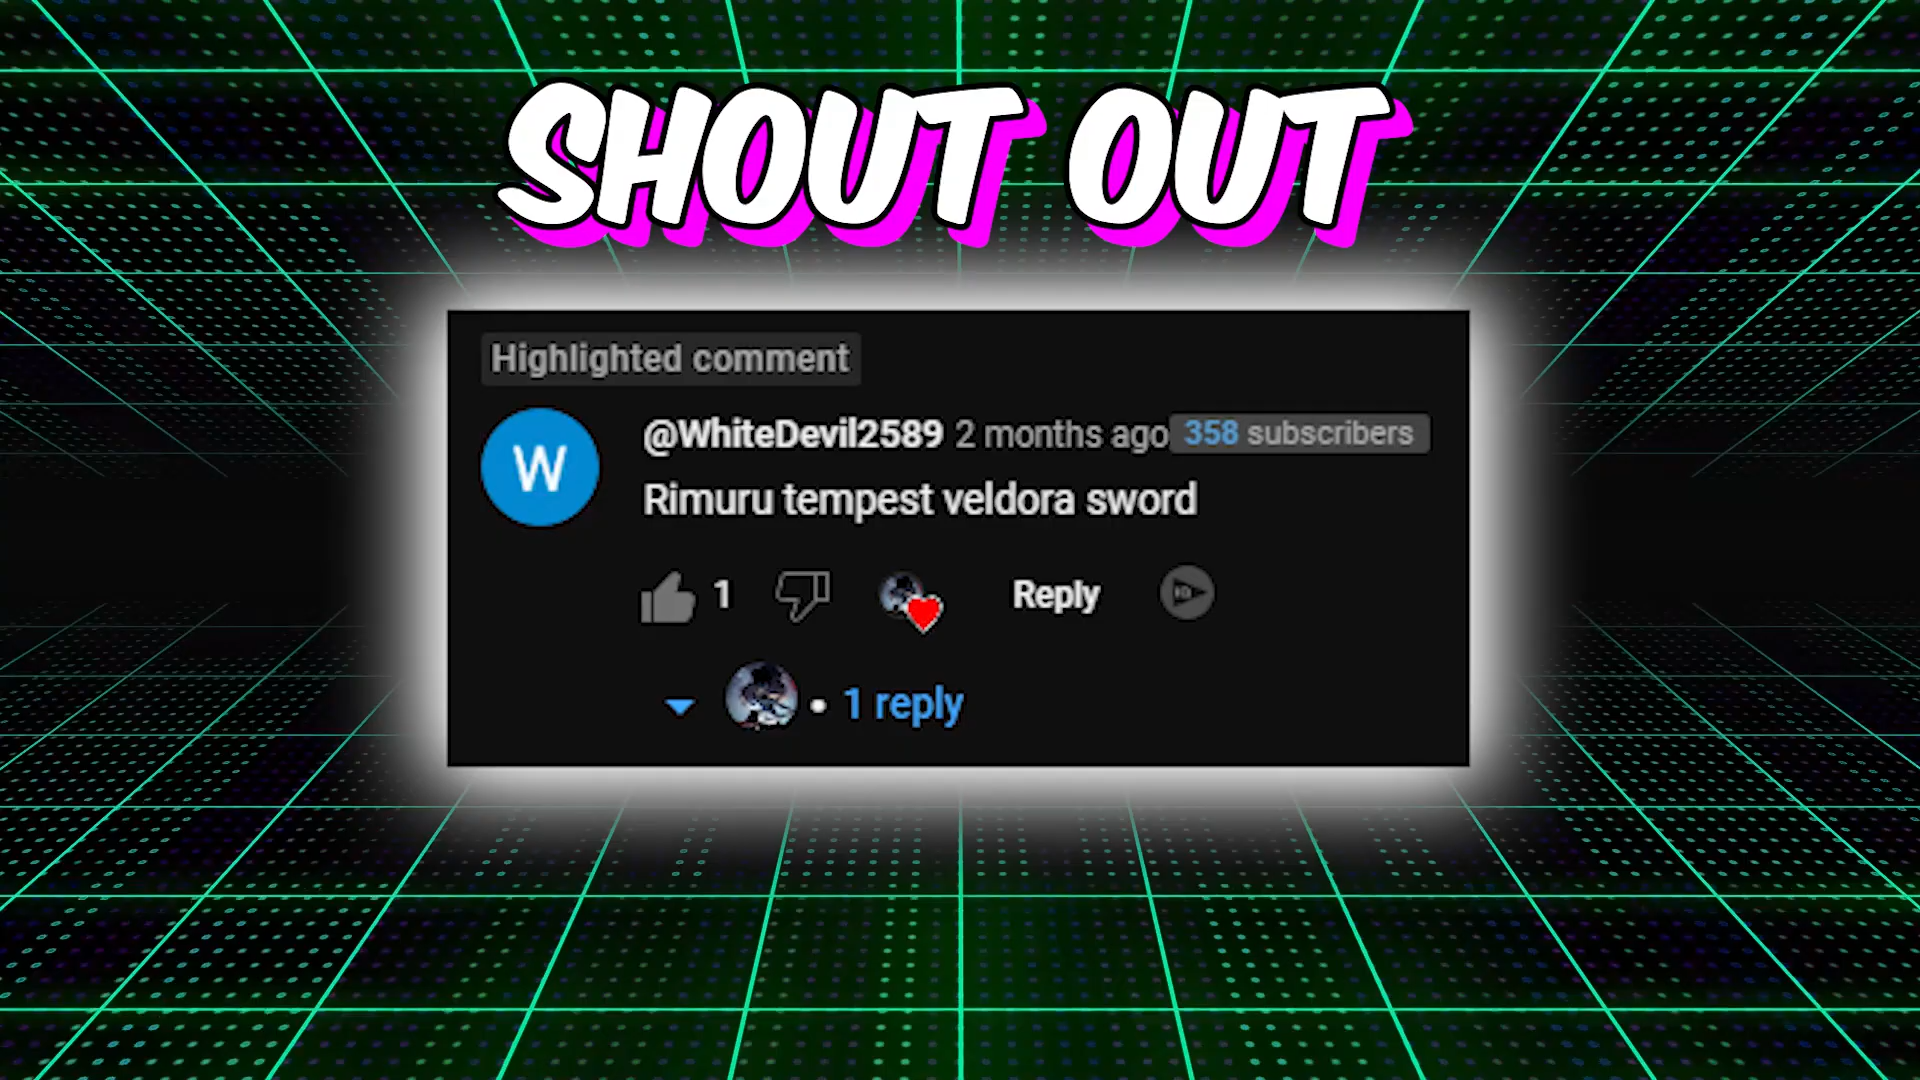 SHOUT OUT
Highlighted comment
@WhiteDevil2589 2 months ago 358 subscribers
W
Rimuru tempest veldora sword
1 Reply
• 1 reply